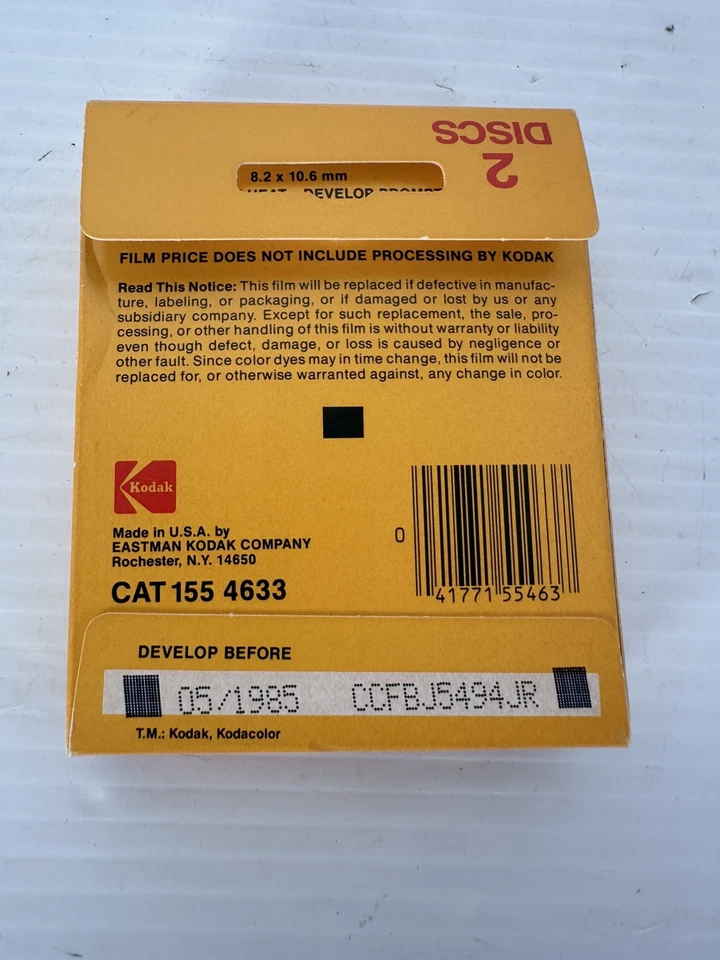 2
DISCS
8.2 x 10.6 mm
DEVELOP PROMPT
FILM PRICE DOES NOT INCLUDE PROCESSING BY KODAK
Read This Notice: This film will be replaced if defective in manufac-
ture, labeling, or packaging, or if damaged or lost by us or any
subsidiary company. Except for such replacement, the sale, pro-
cessing, or other handling of this film is without warranty or liability
even though defect, damage, or loss is caused by negligence or
other fault. Since color dyes may in time change, this film will not be
replaced for, or otherwise warranted against, any change in color.
Kodak
Made in U.S.A. by
EASTMAN KODAK COMPANY
Rochester, N.Y. 14650
CAT 155 4633
0 41771 55463
DEVELOP BEFORE
05/1985 CCFBJ5494JR
T.M.: Kodak, Kodacolor